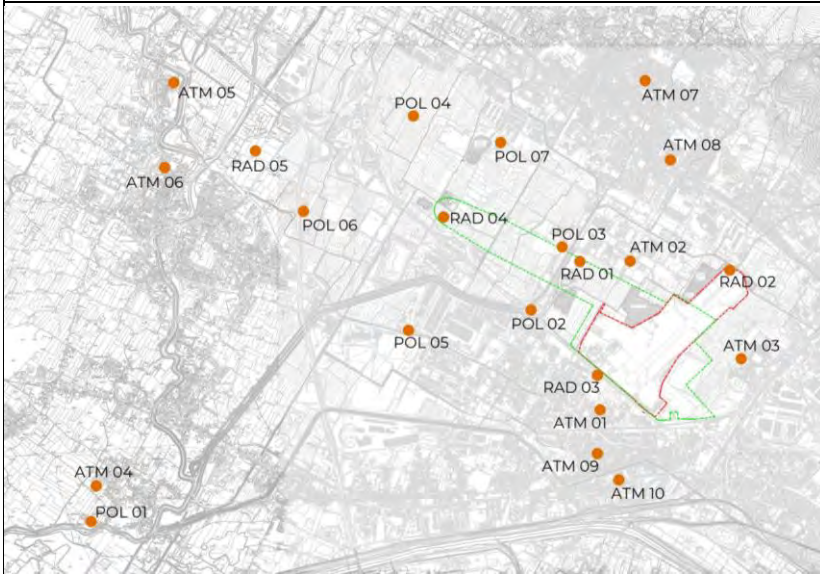 ATM 05
ATM 07
POL 04
RAD 05
POL 07
ATM 08
ATM 06
POL 06
RAD 04
POL 03
ATM 02
RAD 01
RAD 02
POL 02
POL 05
ATM 03
RAD 03
ATM 01
ATM 09
ATM 04
ATM 10
POL 01